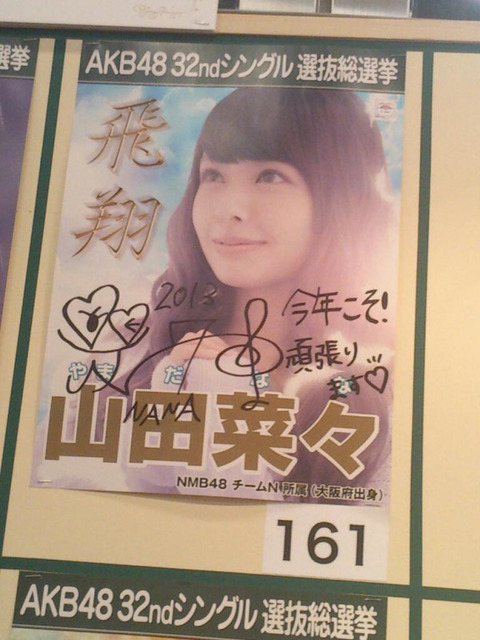 選挙
AKB48 32ndシングル 選抜総選挙
飛翔
2013
今年こそ!
頑張り
ます♡
NANA
やまだなな
山田菜々
NMB48 チームN 所属 (大阪府出身)
161
AKB48 32ndシングル 選抜総選挙